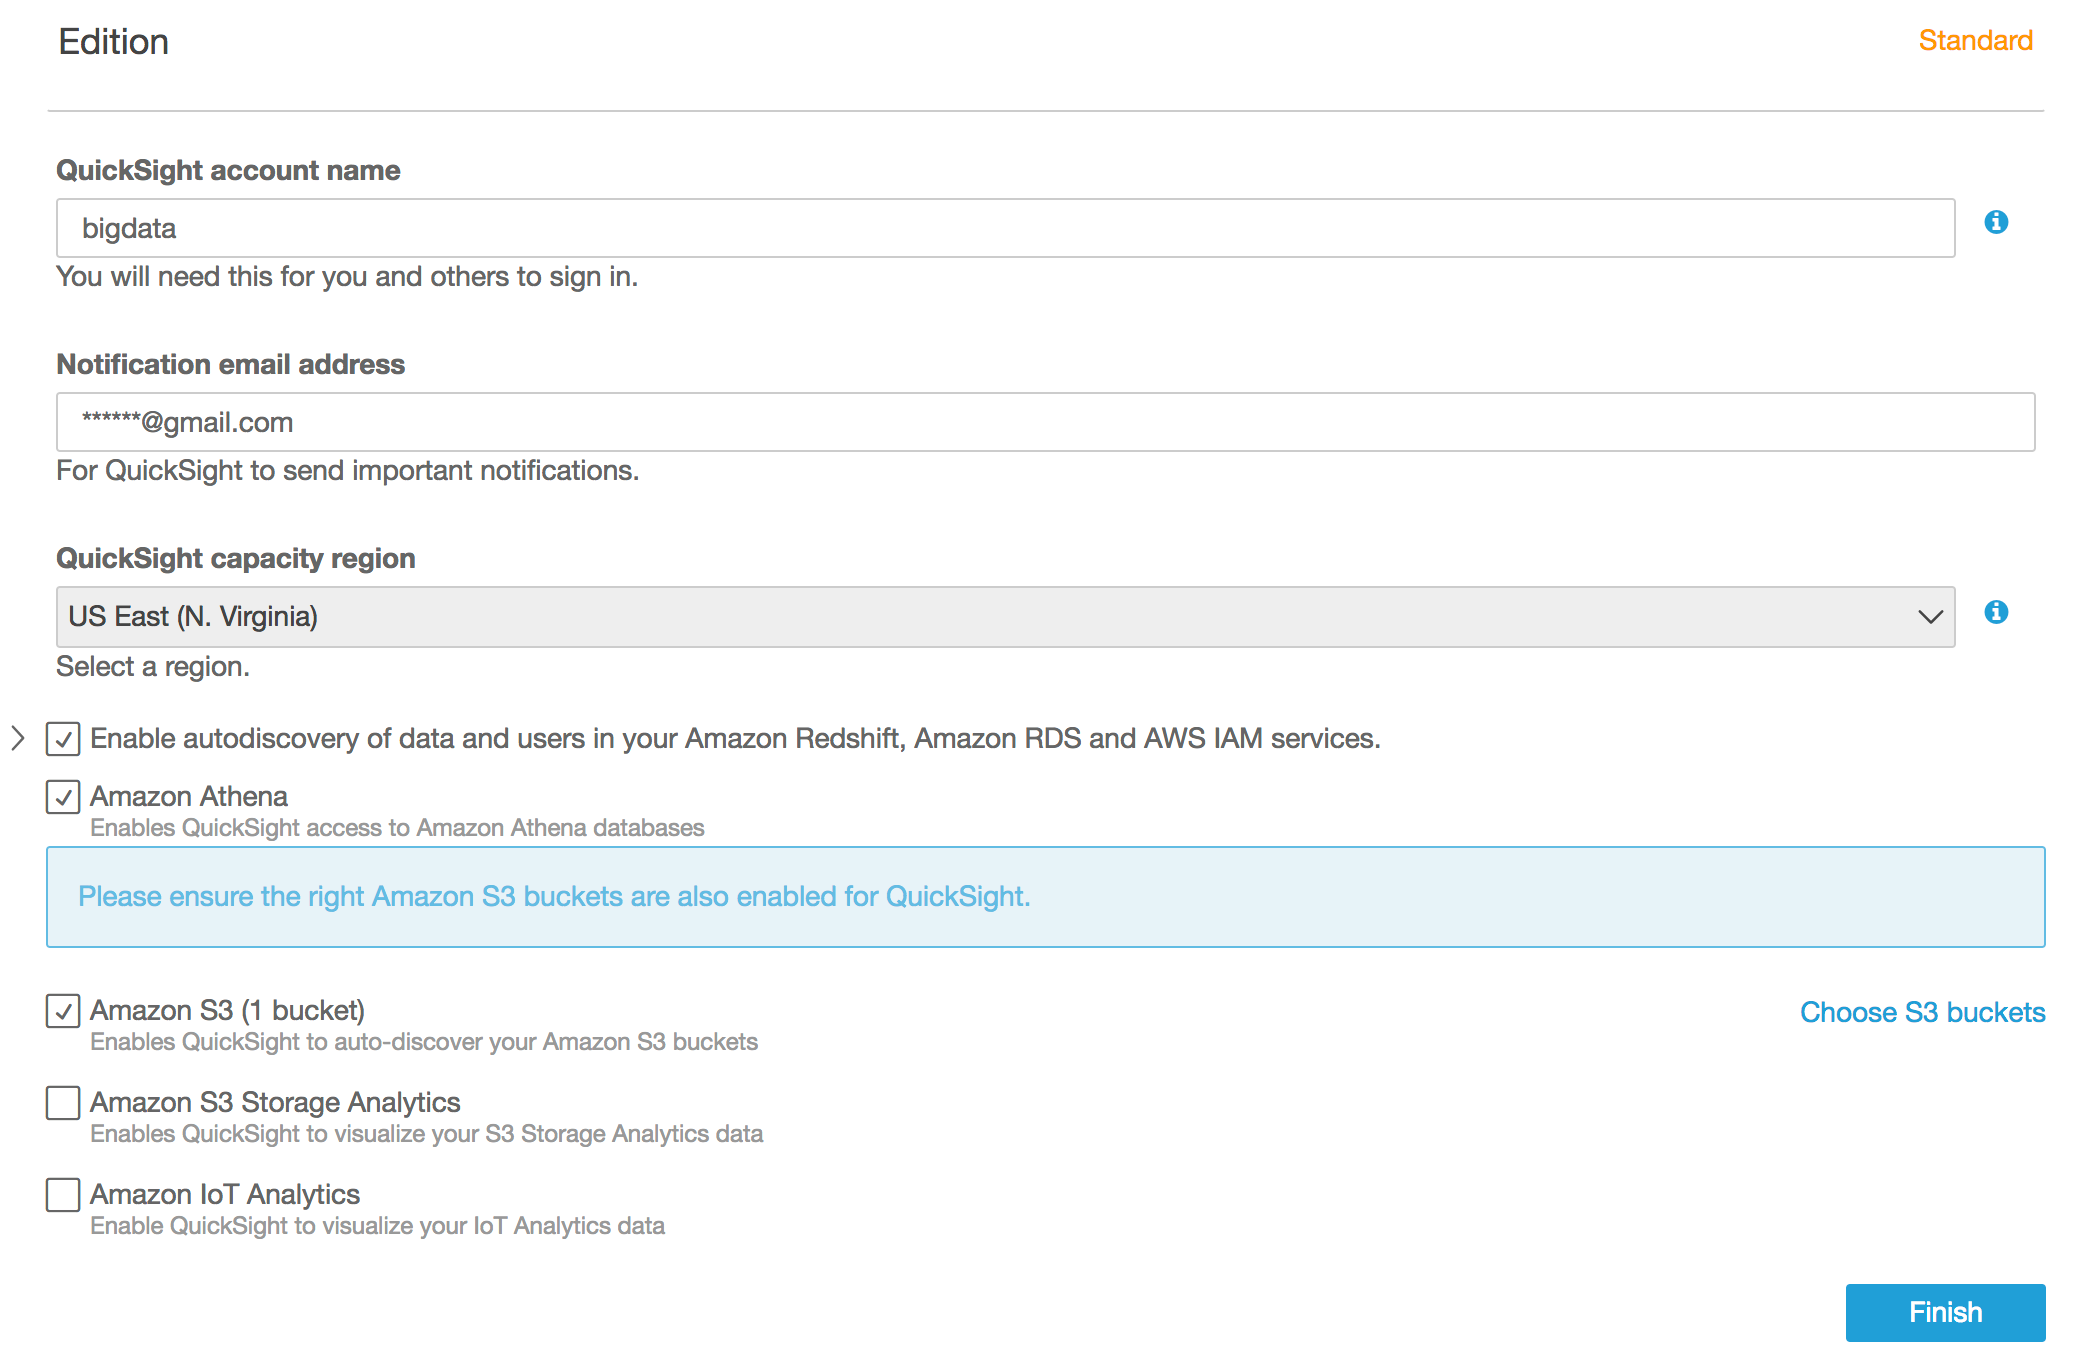 Edition
Standard
QuickSight account name
bigdata
You will need this for you and others to sign in.
Notification email address
******@gmail.com
For QuickSight to send important notifications.
QuickSight capacity region
US East (N. Virginia)
Select a region.
Enable autodiscovery of data and users in your Amazon Redshift, Amazon RDS and AWS IAM services.
Amazon Athena
Enables QuickSight access to Amazon Athena databases
Please ensure the right Amazon S3 buckets are also enabled for QuickSight.
Amazon S3 (1 bucket)
Choose S3 buckets
Enables QuickSight to auto-discover your Amazon S3 buckets
Amazon S3 Storage Analytics
Enables QuickSight to visualize your S3 Storage Analytics data
Amazon IoT Analytics
Enable QuickSight to visualize your IoT Analytics data
Finish